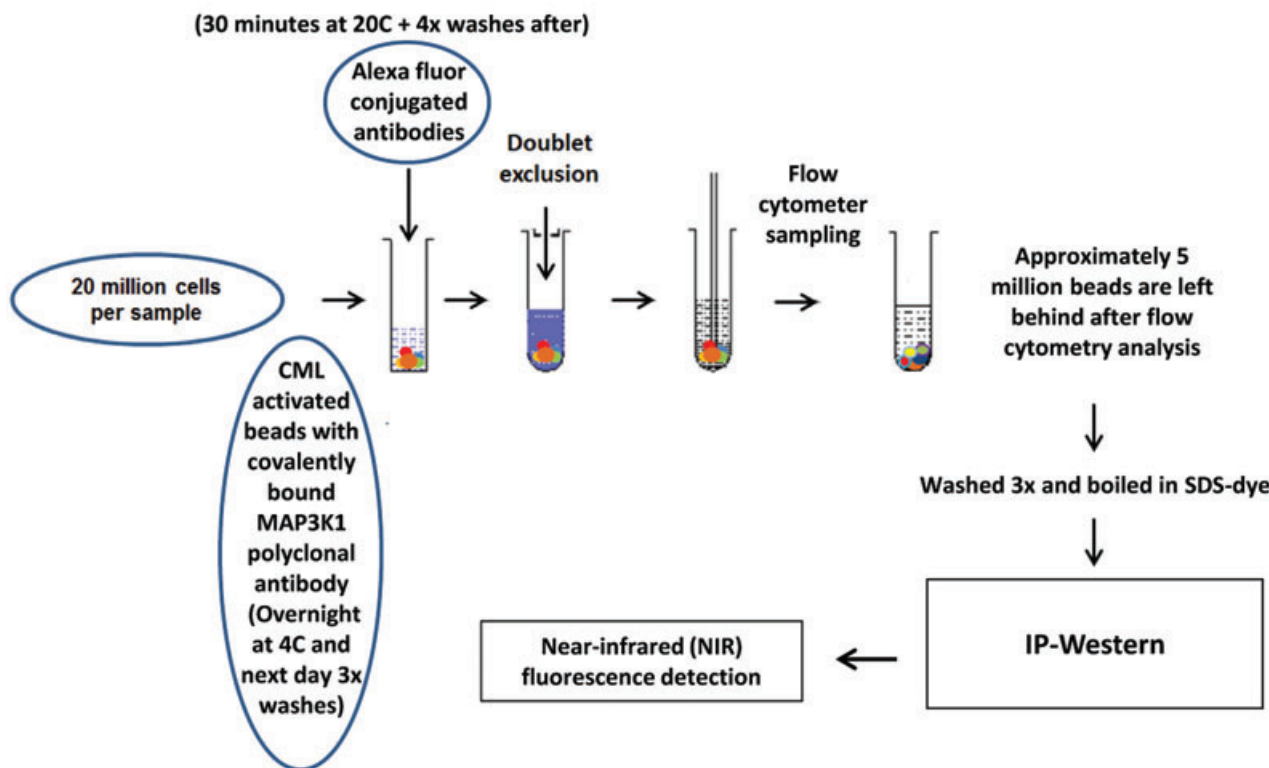 (30 minutes at 20C + 4x washes after)
Alexa fluor
conjugated
antibodies
Doublet
exclusion
Flow
cytometer
sampling
20 million cells
per sample
Approximately 5
million beads are left
behind after flow
cytometry analysis
CML
activated
beads with
covalently
bound
MAP3K1
polyclonal
antibody
(Overnight
at 4C and
next day 3x
washes)
Washed 3x and boiled in SDS-dye
IP-Western
Near-infrared (NIR)
fluorescence detection